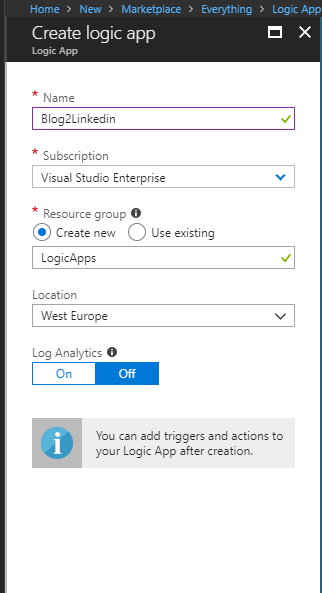 Home > New > Marketplace > Everything > Logic App
Create logic app
Logic App
* Name
Blog2Linkedin
* Subscription
Visual Studio Enterprise
* Resource group
Create new Use existing
LogicApps
Location
West Europe
Log Analytics
On Off
You can add triggers and actions to
your Logic App after creation.